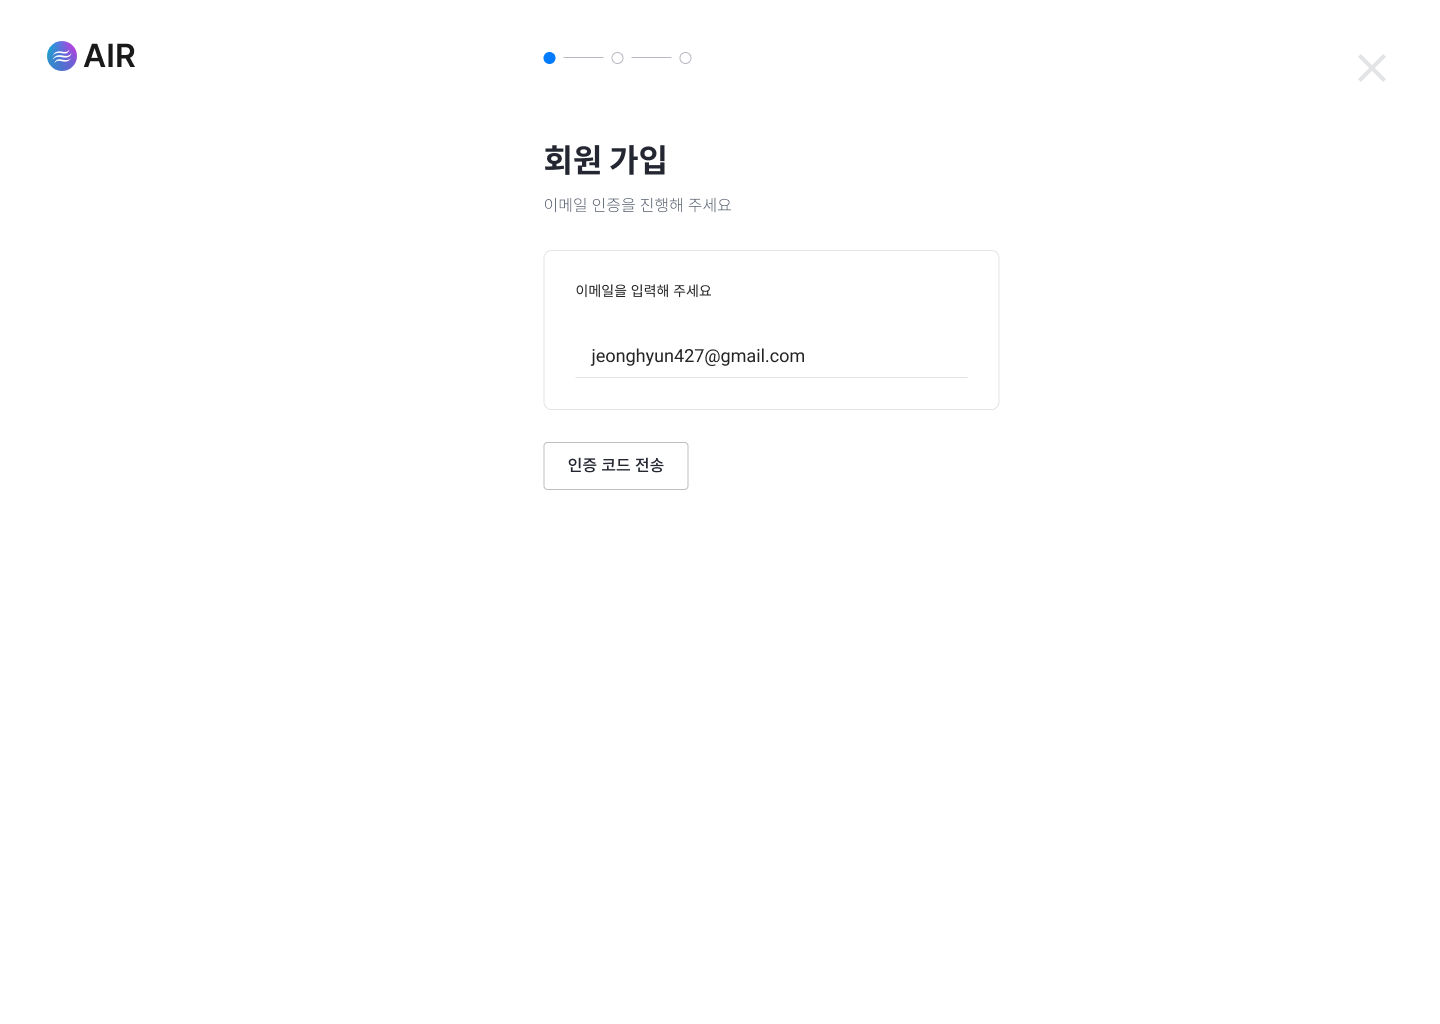 AIR
회원 가입
이메일 인증을 진행해 주세요
이메일을 입력해 주세요
jeonghyun427@gmail.com
인증 코드 전송